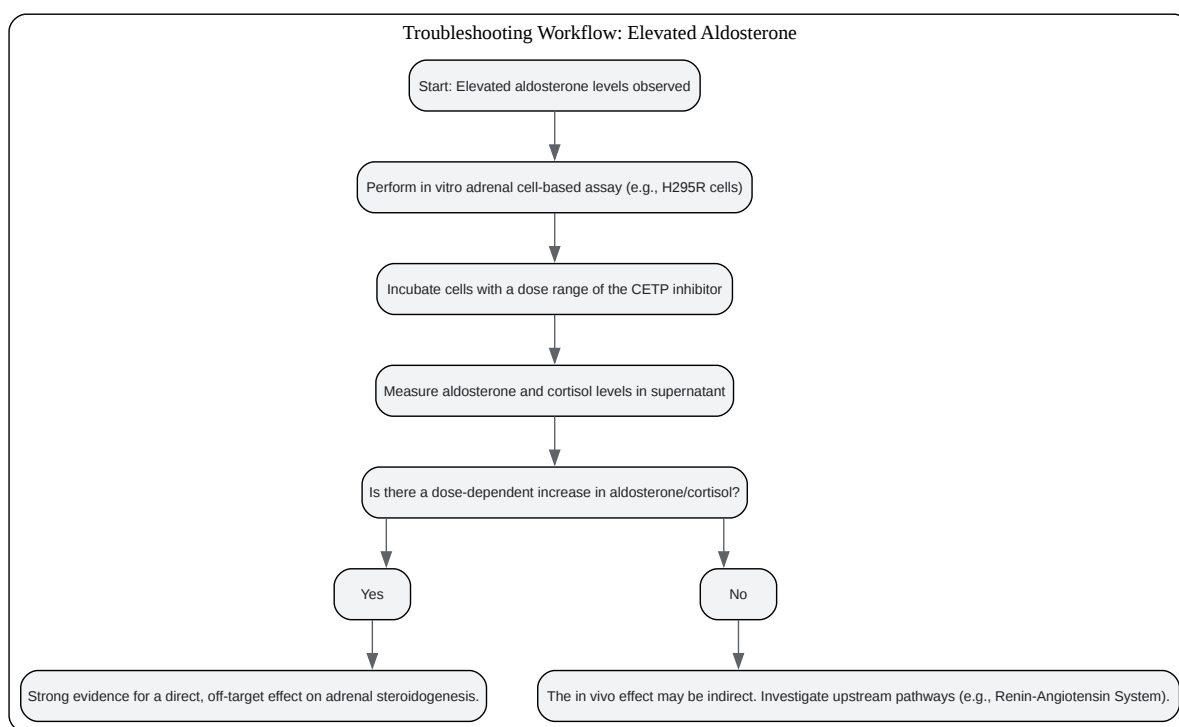 Troubleshooting Workflow: Elevated Aldosterone
Start: Elevated aldosterone levels observed
Perform in vitro adrenal cell-based assay (e.g., H295R cells)
Incubate cells with a dose range of the CETP inhibitor
Measure aldosterone and cortisol levels in supernatant
Is there a dose-dependent increase in aldosterone/cortisol?
Yes
No
Strong evidence for a direct, off-target effect on adrenal steroidogenesis.
The in vivo effect may be indirect. Investigate upstream pathways (e.g., Renin-Angiotensin System).